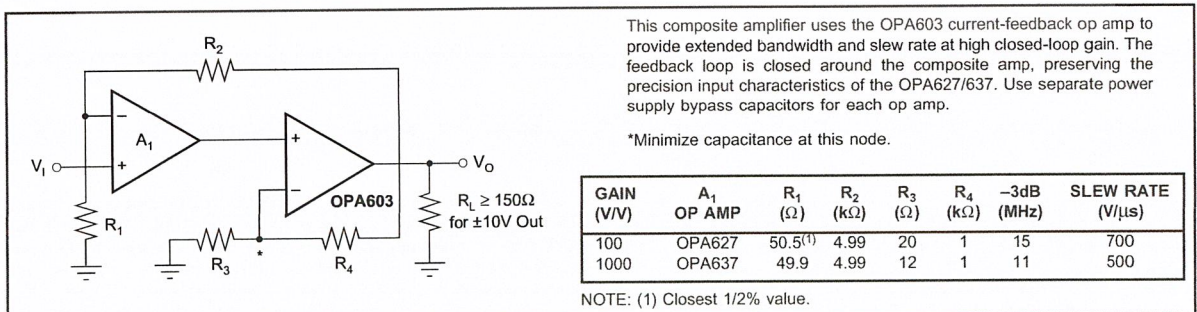 R2
A1
−
+
VI
R1
+
−
OPA603
VO
RL ≥ 150Ω
for ±10V Out
R3
*
R4
This composite amplifier uses the OPA603 current-feedback op amp to
provide extended bandwidth and slew rate at high closed-loop gain. The
feedback loop is closed around the composite amp, preserving the
precision input characteristics of the OPA627/637. Use separate power
supply bypass capacitors for each op amp.
*Minimize capacitance at this node.
GAIN A1 R1 R2 R3 R4 –3dB SLEW RATE
(V/V) OP AMP (Ω) (kΩ) (Ω) (kΩ) (MHz) (V/µs)
100 OPA627 50.5(1) 4.99 20 1 15 700
1000 OPA637 49.9 4.99 12 1 11 500
NOTE: (1) Closest 1/2% value.